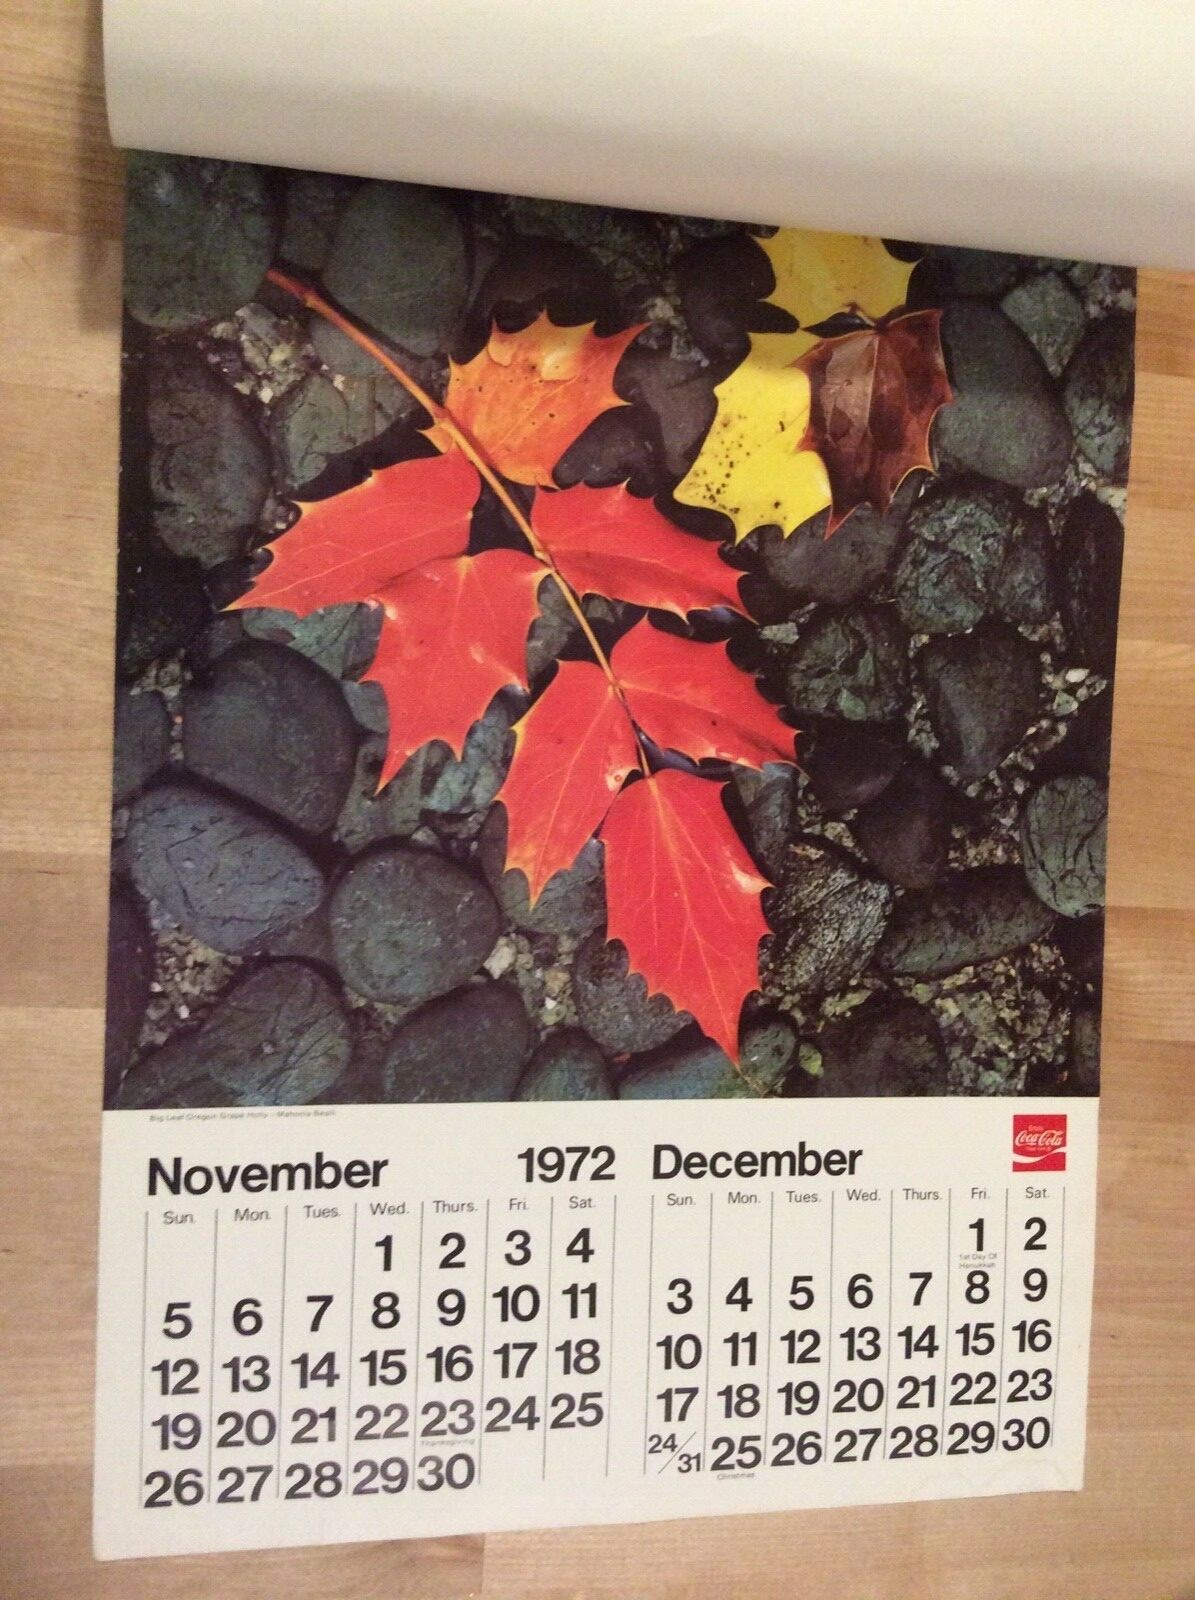 Big Leaf Oregon Grape Holly - Mahonia Bealii
November 1972 December
Enjoy
Coca-Cola
Sun. Mon. Tues. Wed. Thurs. Fri. Sat.
1 2 3 4
5 6 7 8 9 10 11
12 13 14 15 16 17 18
19 20 21 22 23 24 25
Thanksgiving
26 27 28 29 30
Sun. Mon. Tues. Wed. Thurs. Fri. Sat.
1 2
1st Day Of
Hanukkah
3 4 5 6 7 8 9
10 11 12 13 14 15 16
17 18 19 20 21 22 23
24/31 25 26 27 28 29 30
Christmas